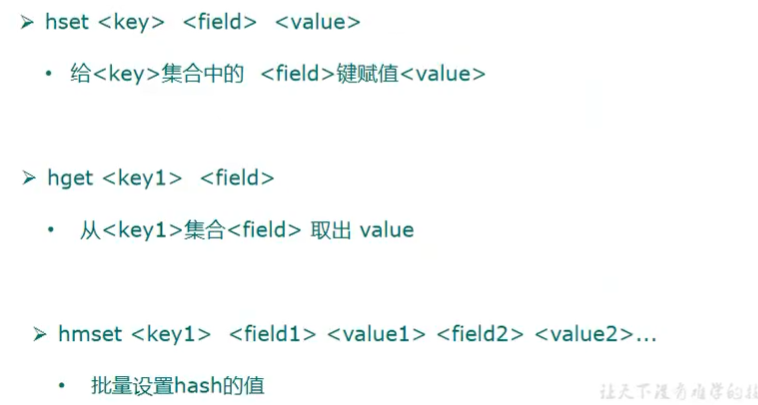 ➢ hset <key> <field> <value>
• 给<key>集合中的 <field>键赋值<value>
➢ hget <key1> <field>
• 从<key1>集合<field> 取出 value
➢ hmset <key1> <field1> <value1> <field2> <value2>...
• 批量设置hash的值
让天下没有难学的技